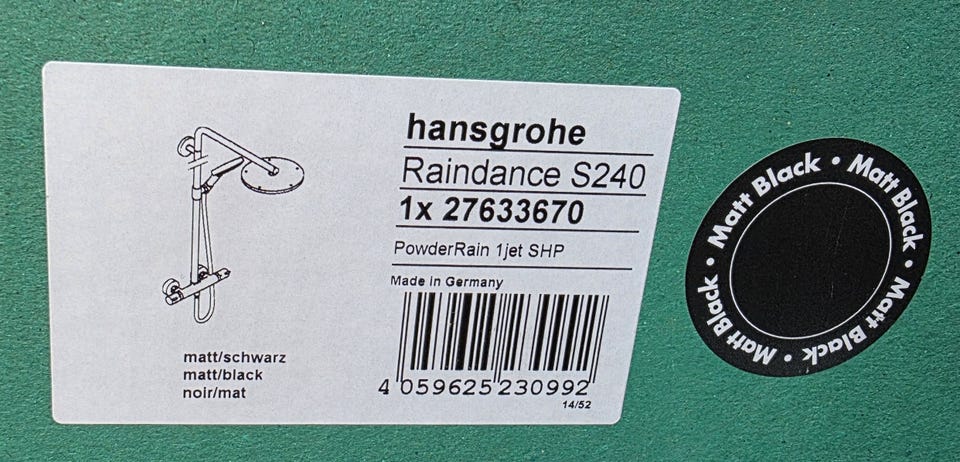 hansgrohe
Raindance S240
1x 27633670
PowderRain 1jet SHP
Made in Germany
4 059625 230992
14/52
matt/schwarz
matt/black
noir/mat
Matt Black • Matt Black • Matt Black • Matt Black •